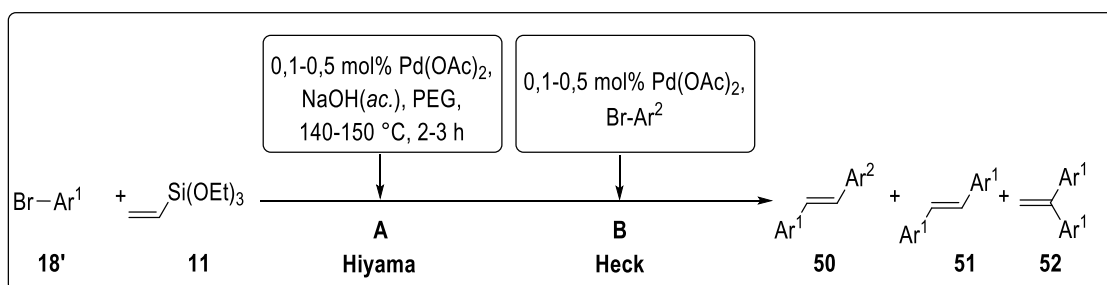 0,1-0,5 mol% Pd(OAc)2,
NaOH(ac.), PEG,
140-150 °C, 2-3 h
0,1-0,5 mol% Pd(OAc)2,
Br-Ar2
Br-Ar1
+
Si(OEt)3
A
B
Ar2
Ar1
+
Ar1
Ar1
+
Ar1
Ar1
18'
11
Hiyama
Heck
50
51
52